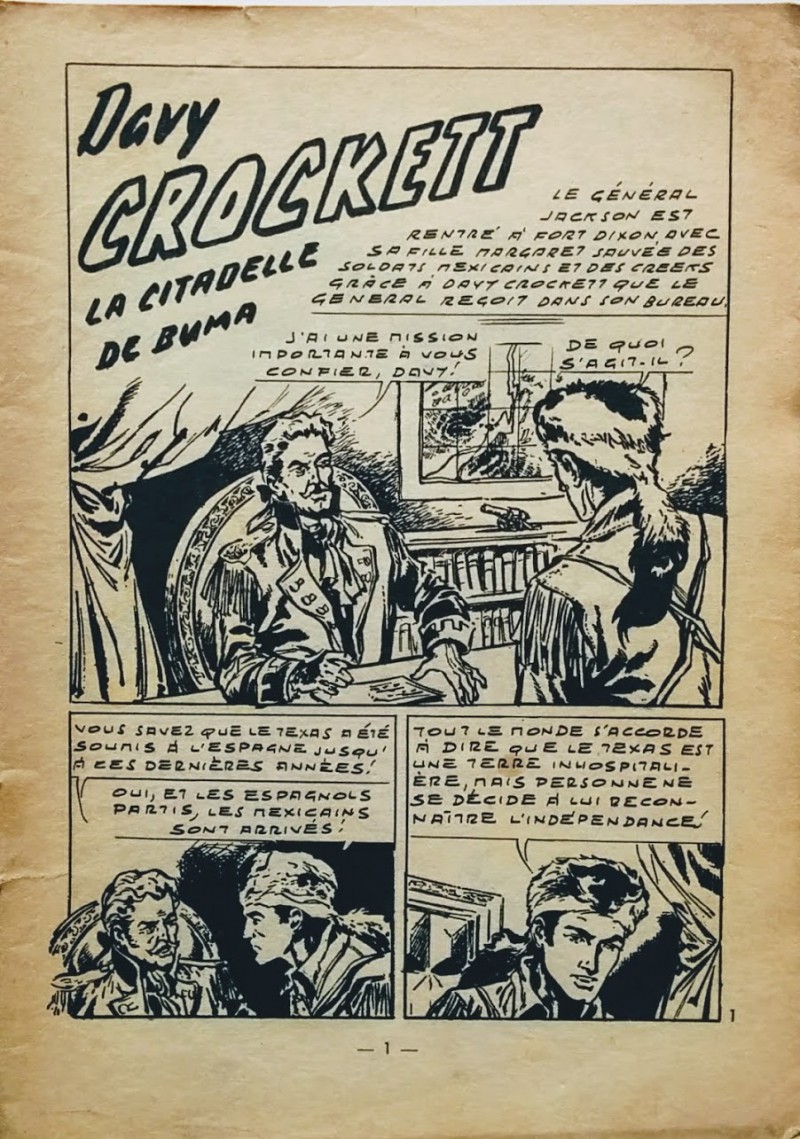 Davy
CROCKETT
LA CITADELLE
DE BUMA
LE GÉNÉRAL
JACKSON EST
RENTRÉ À FORT DIXON AVEC
SA FILLE MARGARET SAUVÉE DES
SOLDATS MEXICAINS ET DES CREEKS
GRÂCE À DAVY CROCKETT QUE LE
GENERAL REÇOIT DANS SON BUREAU.
J'AI UNE MISSION
IMPORTANTE À VOUS
CONFIER, DAVY!
DE QUOI
S'AGIT-IL?
VOUS SAVEZ QUE LE TEXAS A ÉTÉ
SOUMIS À L'ESPAGNE JUSQU'
À CES DERNIÈRES ANNÉES!
OUI, ET LES ESPAGNOLS
PARTIS, LES MEXICAINS
SONT ARRIVÉS!
TOUT LE MONDE S'ACCORDE
À DIRE QUE LE TEXAS EST
UNE TERRE INHOSPITALI-
ÈRE, MAIS PERSONNE NE
SE DÉCIDE À LUI RECON-
NAÎTRE L'INDÉPENDANCE!
1
— 1 —